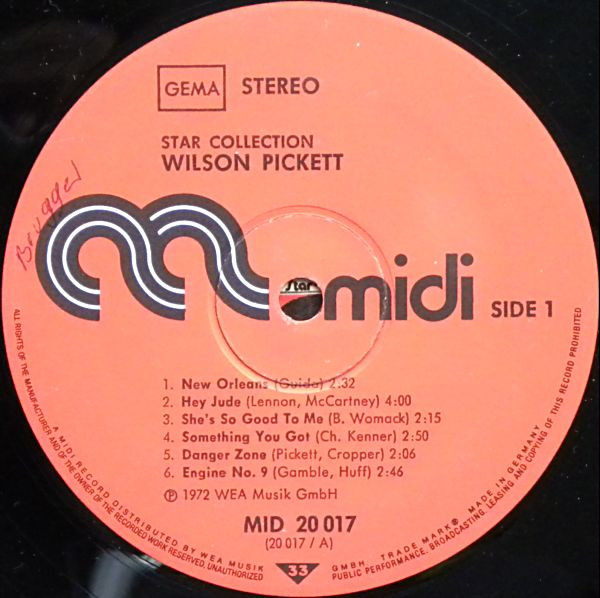 GEMA STEREO
STAR COLLECTION
WILSON PICKETT
Brugger
star
midi SIDE 1
1. New Orleans (Guida) 2:32
2. Hey Jude (Lennon, McCartney) 4:00
3. She's So Good To Me (B. Womack) 2:15
4. Something You Got (Ch. Kenner) 2:50
5. Danger Zone (Pickett, Cropper) 2:06
6. Engine No. 9 (Gamble, Huff) 2:46
℗ 1972 WEA Musik GmbH
MID 20 017
(20 017 / A)
33
ALL RIGHTS OF THE MANUFACTURER AND OF THE OWNER OF THE RECORDED WORK RESERVED. UNAUTHORIZED PUBLIC PERFORMANCE, BROADCASTING, LEASING AND COPYING OF THIS RECORD PROHIBITED
A MIDI RECORD DISTRIBUTED BY WEA MUSIK GMBH. TRADE MARK® MADE IN GERMANY